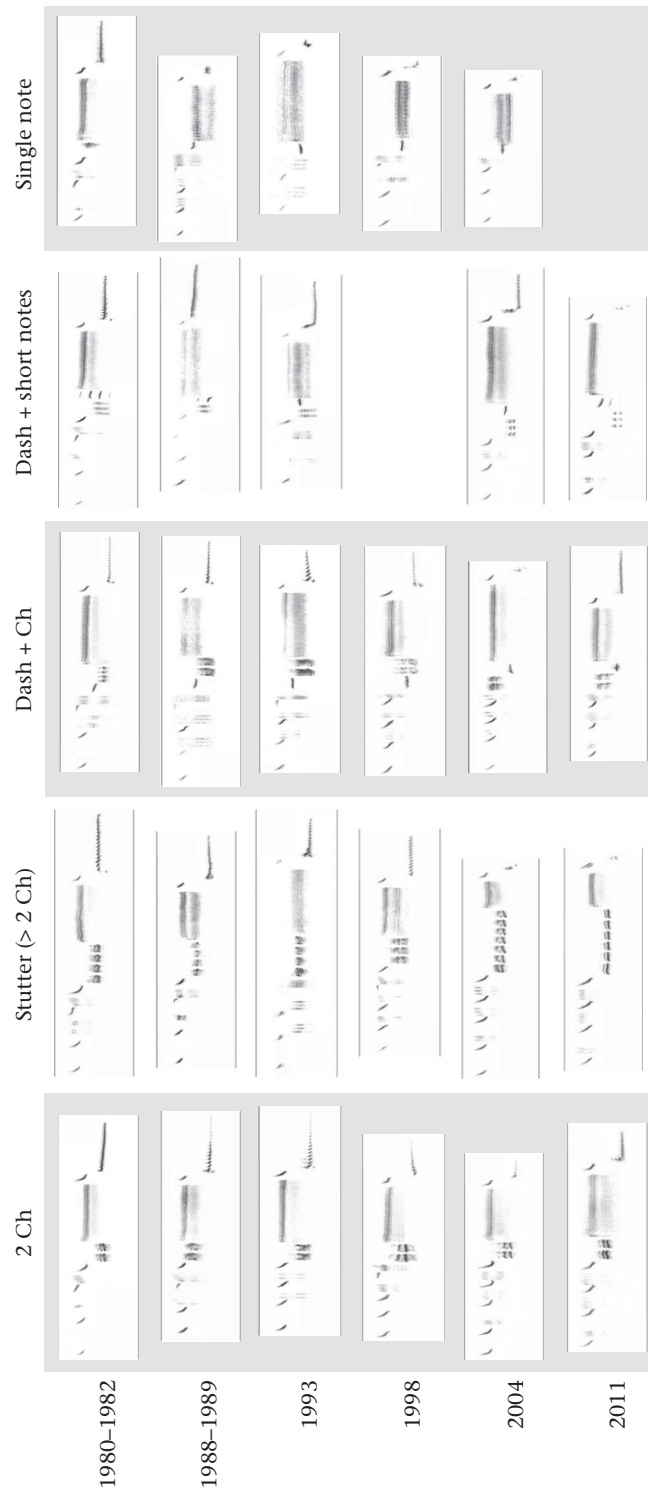 2 Ch
Stutter (> 2 Ch)
Dash + Ch
Dash + short notes
Single note
1980–1982
1988–1989
1993
1998
2004
2011